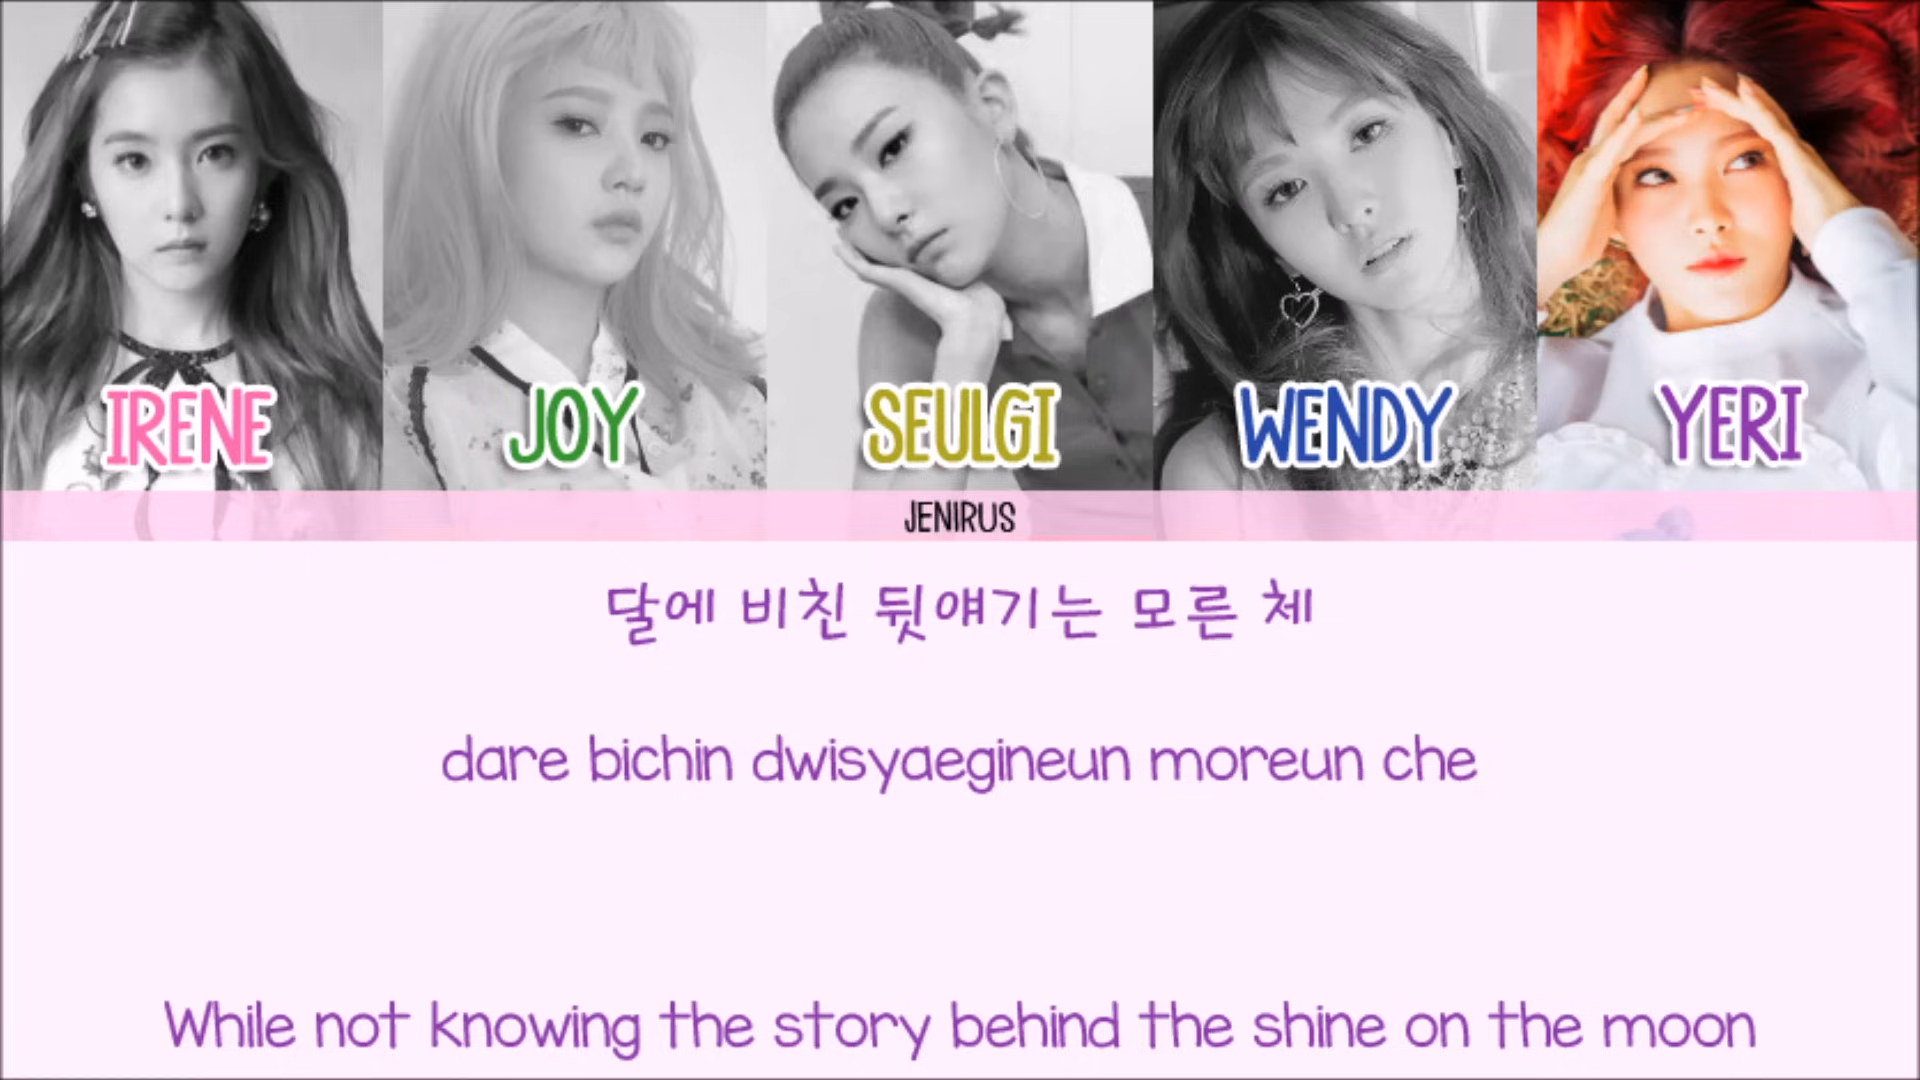 IRENE
JOY
SEULGI
WENDY
YERI
JENIRUS
달에 비친 뒷얘기는 모른 체
dare bichin dwisyaegineun moreun che
While not knowing the story behind the shine on the moon